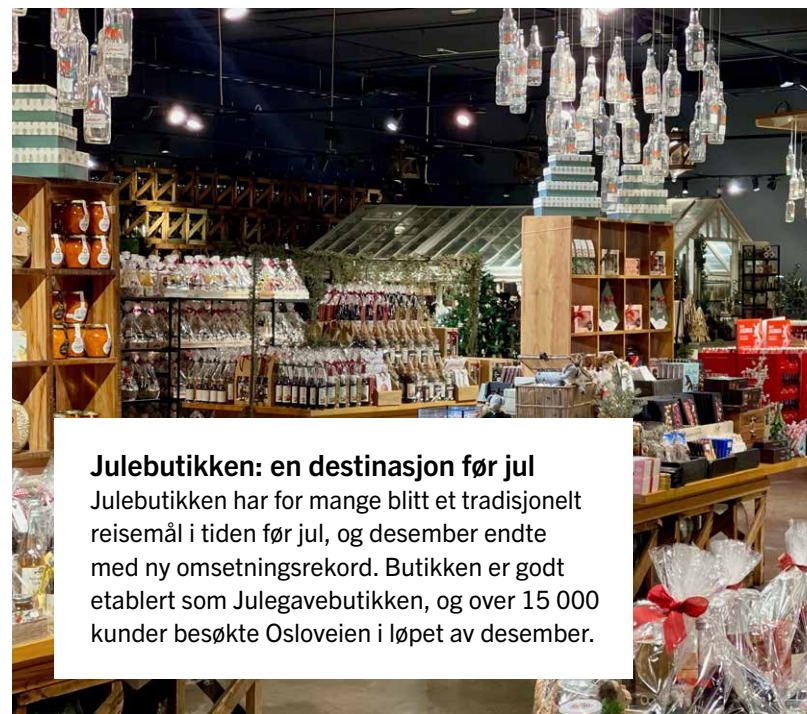 Julebutikken: en destinasjon før jul
Julebutikken har for mange blitt et tradisjonelt
reisemål i tiden før jul, og desember endte
med ny omsetningsrekord. Butikken er godt
etablert som Julegavebutikken, og over 15 000
kunder besøkte Osloveien i løpet av desember.